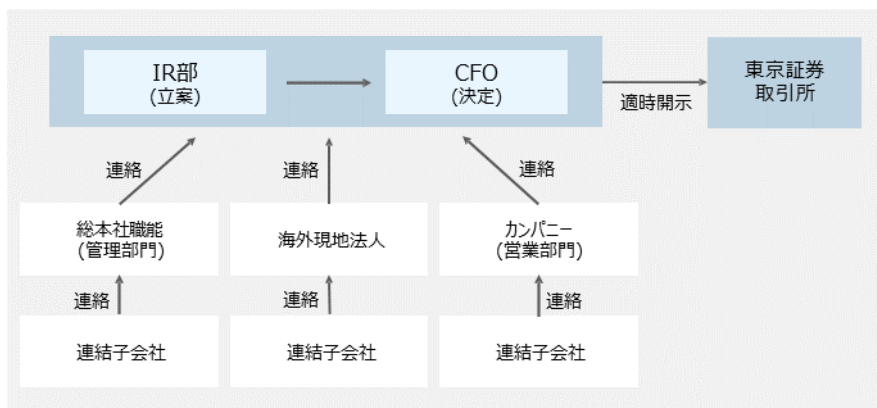 IR部
(立案)
CFO
(決定)
適時開示
東京証券
取引所
連絡
連絡
連絡
総本社職能
(管理部門)
海外現地法人
カンパニー
(営業部門)
連絡
連絡
連絡
連結子会社
連結子会社
連結子会社